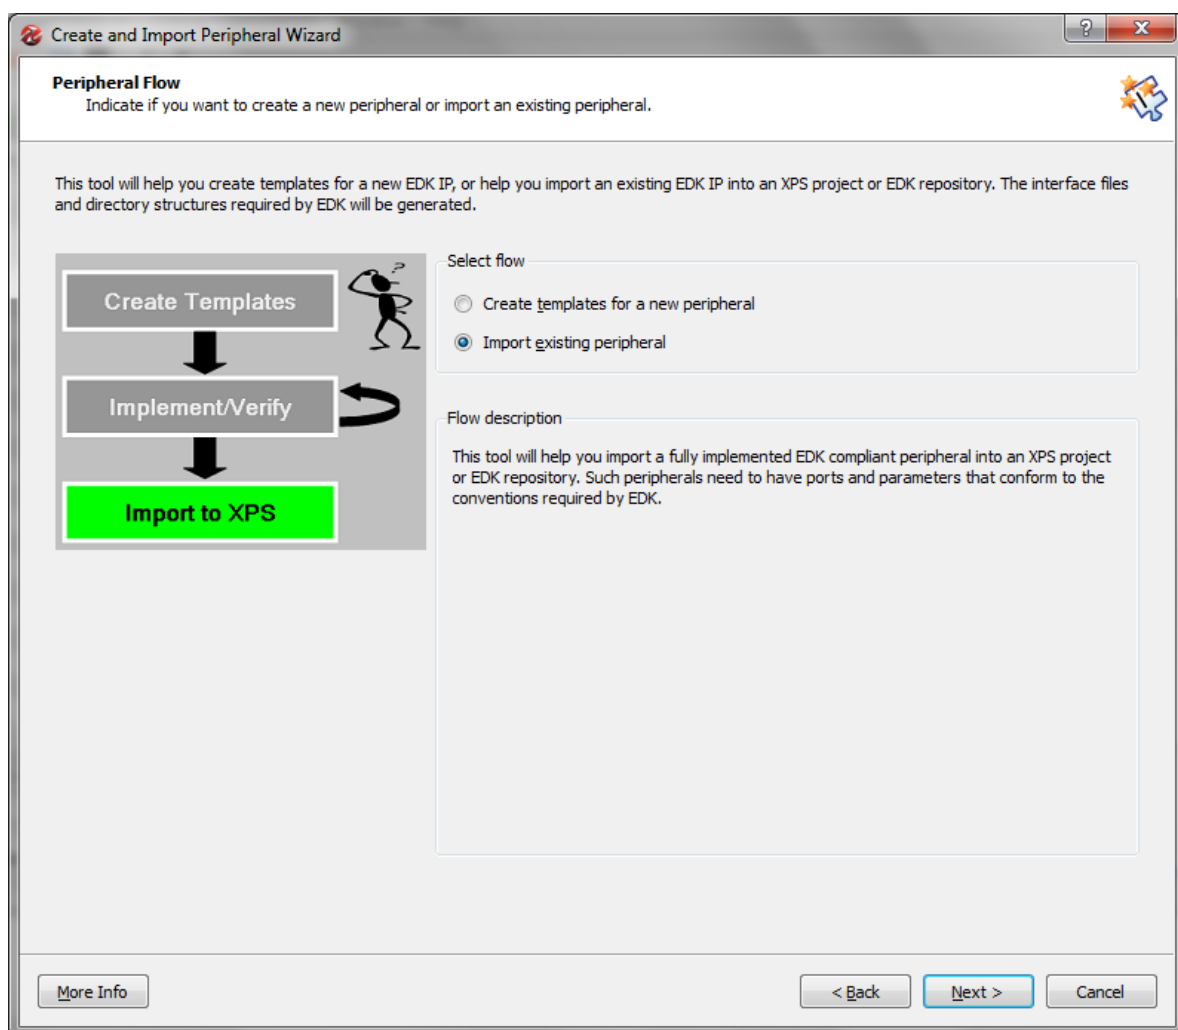 Create and Import Peripheral Wizard
Peripheral Flow
Indicate if you want to create a new peripheral or import an existing peripheral.
This tool will help you create templates for a new EDK IP, or help you import an existing EDK IP into an XPS project or EDK repository. The interface files
and directory structures required by EDK will be generated.
Create Templates
?
Implement/Verify
Import to XPS
Select flow
Create templates for a new peripheral
Import existing peripheral
Flow description
This tool will help you import a fully implemented EDK compliant peripheral into an XPS project
or EDK repository. Such peripherals need to have ports and parameters that conform to the
conventions required by EDK.
More Info
< Back
Next >
Cancel